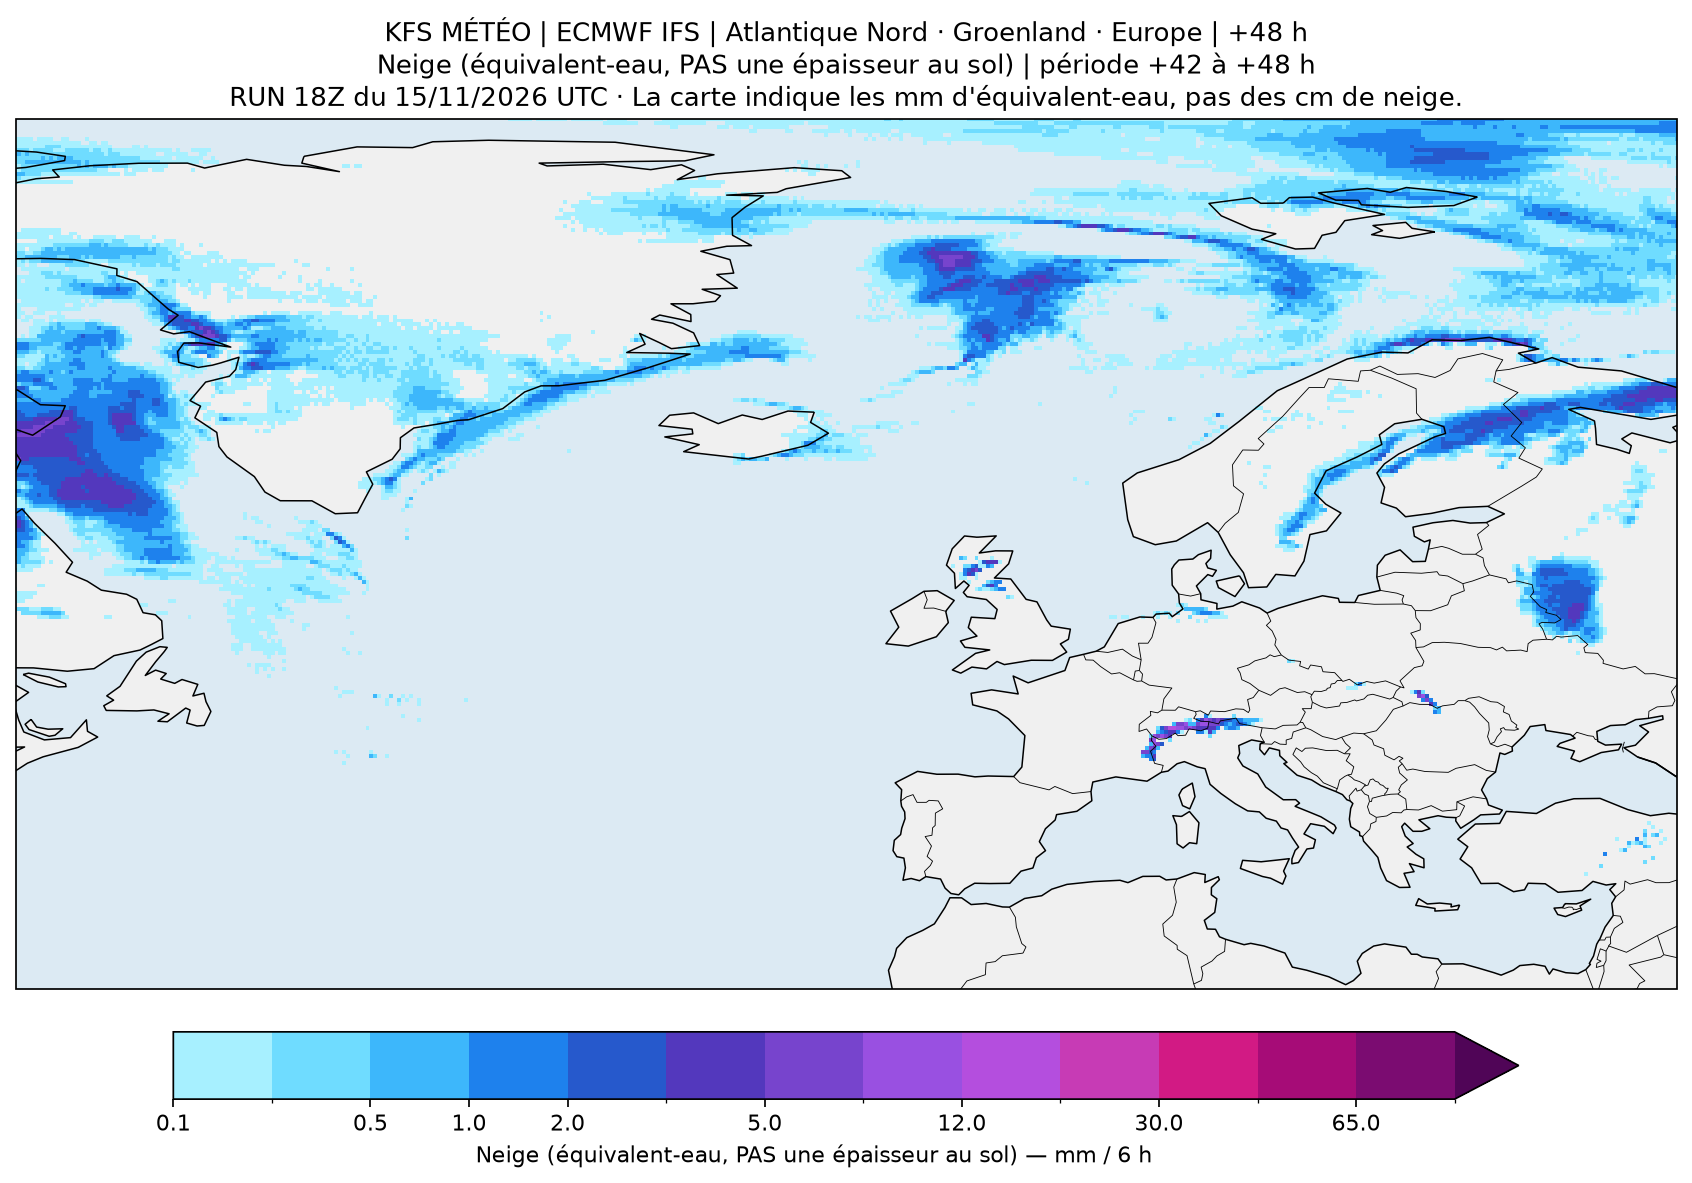 KFS MÉTÉO | ECMWF IFS | Atlantique Nord · Groenland · Europe | +48 h
Neige (équivalent-eau, PAS une épaisseur au sol) | période +42 à +48 h
RUN 18Z du 15/11/2026 UTC · La carte indique les mm d'équivalent-eau, pas des cm de neige.
0.1 0.5 1.0 2.0 5.0 12.0 30.0 65.0
Neige (équivalent-eau, PAS une épaisseur au sol) — mm / 6 h